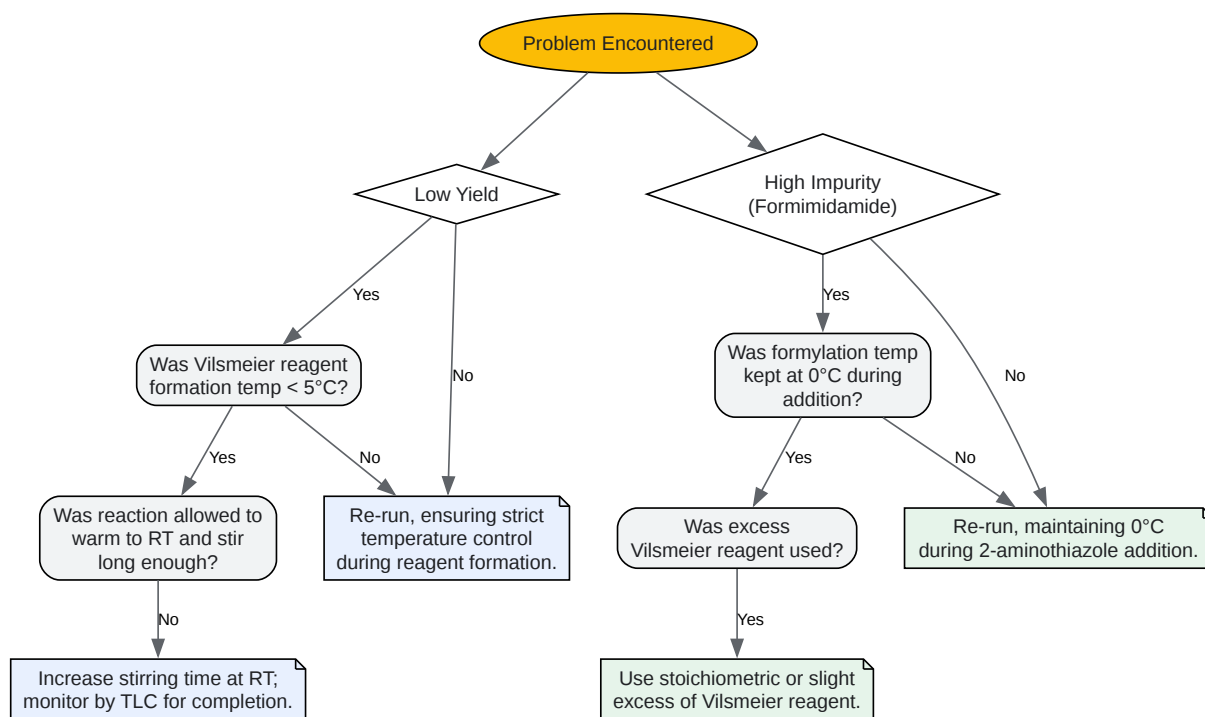 Problem Encountered
Low Yield
High Impurity
(Formimidamide)
Yes
No
Yes
No
Was Vilsmeier reagent
formation temp < 5°C?
Was formylation temp
kept at 0°C during
addition?
Yes
No
Yes
No
Was reaction allowed to
warm to RT and stir
long enough?
Re-run, ensuring strict
temperature control
during reagent formation.
Was excess
Vilsmeier reagent used?
Re-run, maintaining 0°C
during 2-aminothiazole addition.
No
Yes
Increase stirring time at RT;
monitor by TLC for completion.
Use stoichiometric or slight
excess of Vilsmeier reagent.